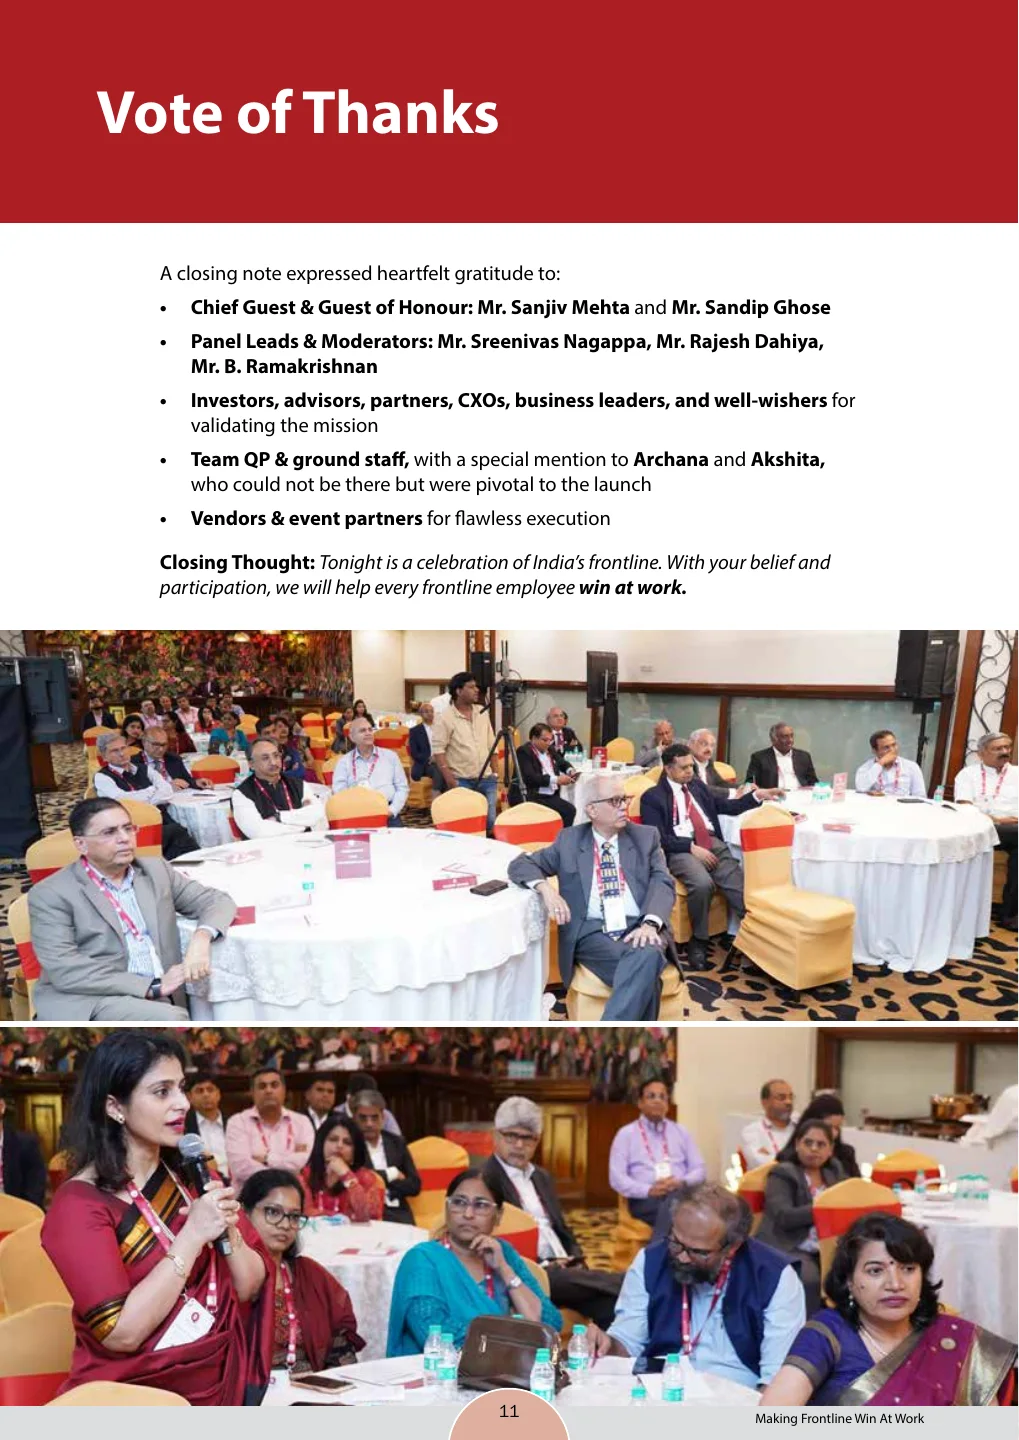 Vote of Thanks
A closing note expressed heartfelt gratitude to:
• Chief Guest & Guest of Honour: Mr. Sanjiv Mehta and Mr. Sandip Ghose
• Panel Leads & Moderators: Mr. Sreenivas Nagappa, Mr. Rajesh Dahiya,
Mr. B. Ramakrishnan
• Investors, advisors, partners, CXOs, business leaders, and well-wishers for
validating the mission
• Team QP & ground staff, with a special mention to Archana and Akshita,
who could not be there but were pivotal to the launch
• Vendors & event partners for flawless execution
Closing Thought: Tonight is a celebration of India’s frontline. With your belief and
participation, we will help every frontline employee win at work.
11
Making Frontline Win At Work